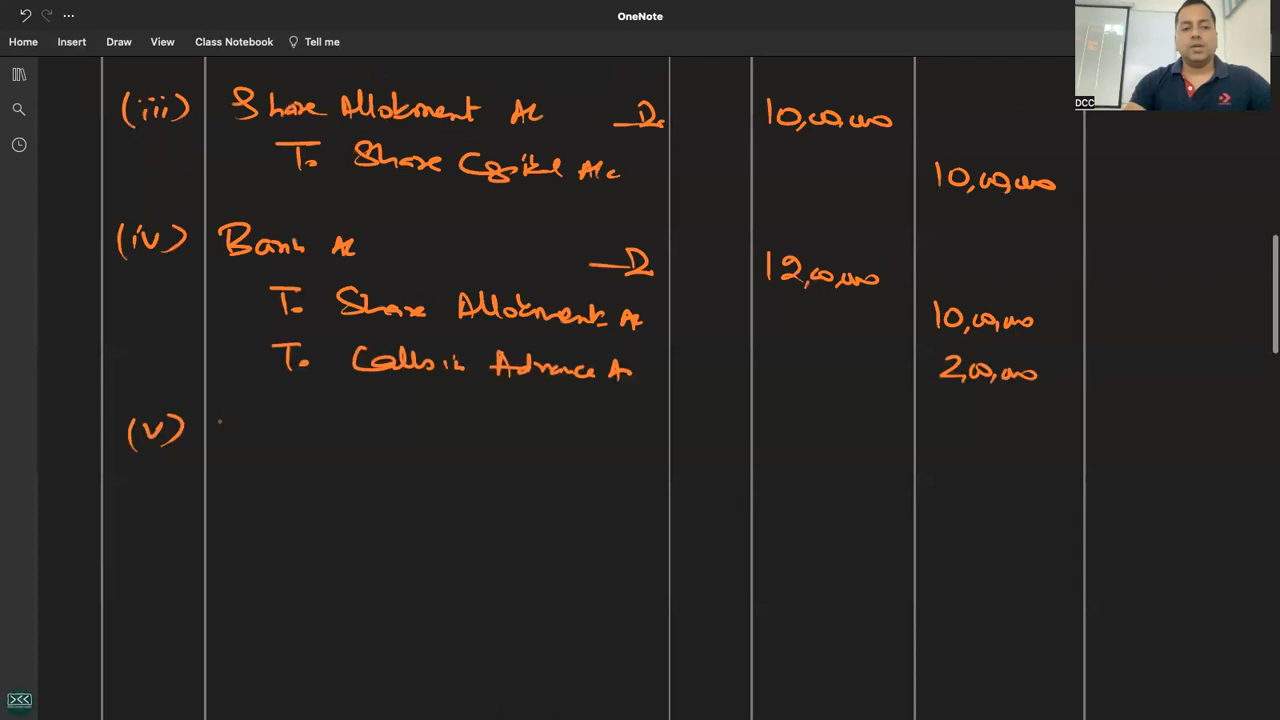 OneNote
Home Insert Draw View Class Notebook Tell me
DCC
(iii) Share Allotment A/c —Dr 10,00,000
To Share Capital A/c 10,00,000
(iv) Bank A/c —Dr 12,00,000
To Share Allotment A/c 10,00,000
To Calls in Advance A/c 2,00,000
(v)